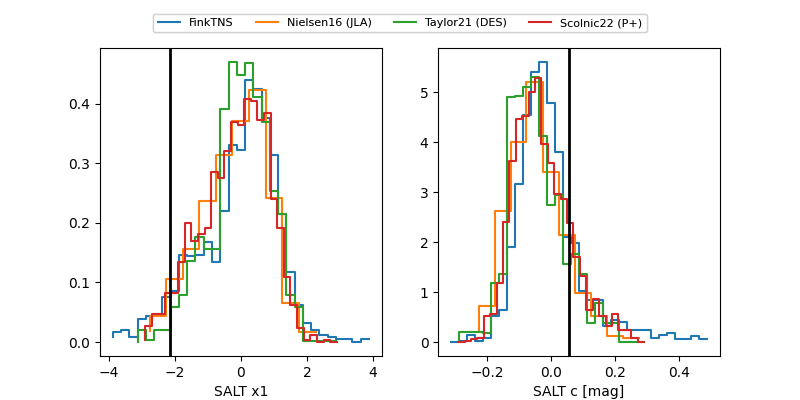 FinkTNS Nielsen16 (JLA) Taylor21 (DES) Scolnic22 (P+)
0.4
0.3
0.2
0.1
0.0
−4 −2 0 2 4
SALT x1
5
4
3
2
1
0
−0.2 0.0 0.2 0.4
SALT c [mag]